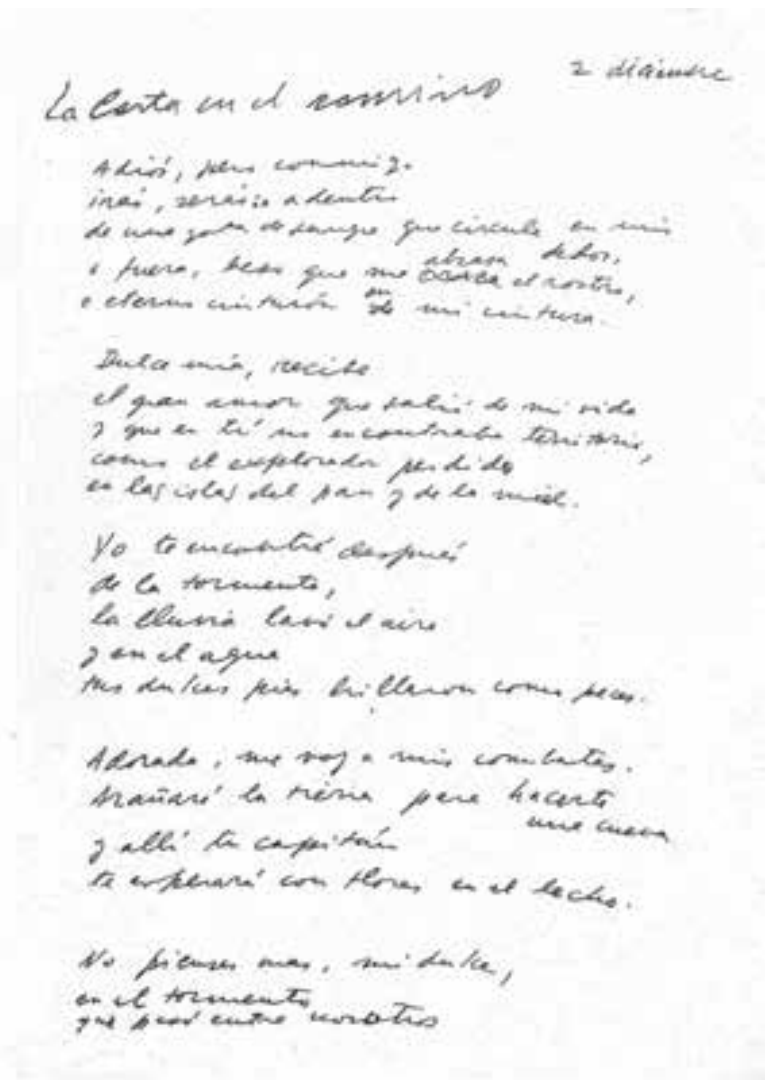 2 diciembre
La Carta en el camino
Adiós, pero conmigo
irás, serás
adentro
de una gota de sangre que circule en mis
o fuera, beso que me abrasa el rostro,
o eterno cinturón en mi cintura.
Dulce mía, recibe
el gran amor que salió de mi vida
y que en tí no encontraba territorio,
como el explorador perdido
en las islas del pan y de la miel.
Yo te encontré después
de la tormenta,
la lluvia lavó el aire
y en el agua
tus dulces pies brillaron como peces.
Adorada, me voy a mis combates.
Arañaré la tierra para hacerte
una cueva
y allí tu capitán
te esperará con flores en el lecho.
No pienses mas, mi dulce,
en el tormento
que pasó entre nosotros